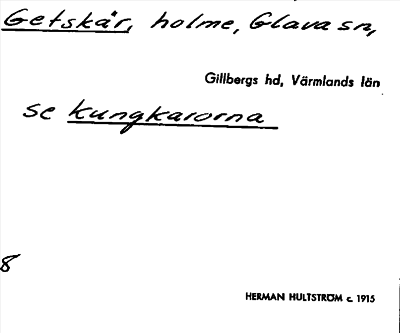 Getskär, holme, Glava sn,
Gillbergs hd, Värmlands län
se Kungkarorna
8
HERMAN HULTSTRÖM c. 1915